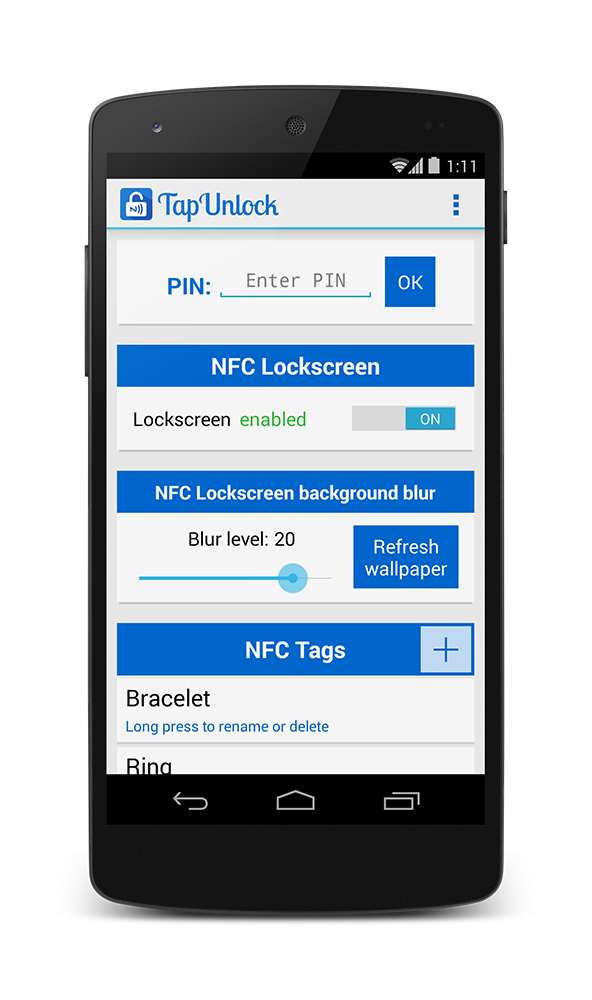 1:11
TapUnlock
PIN: Enter PIN OK
NFC Lockscreen
Lockscreen enabled ON
NFC Lockscreen background blur
Blur level: 20
Refresh
wallpaper
NFC Tags
Bracelet
Long press to rename or delete
Ring